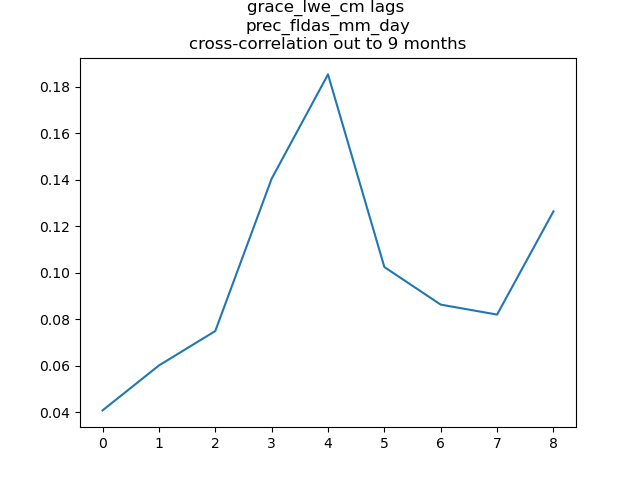 grace_lwe_cm lags
prec_fldas_mm_day
cross-correlation out to 9 months
0.18
0.16
0.14
0.12
0.10
0.08
0.06
0.04
0 1 2 3 4 5 6 7 8